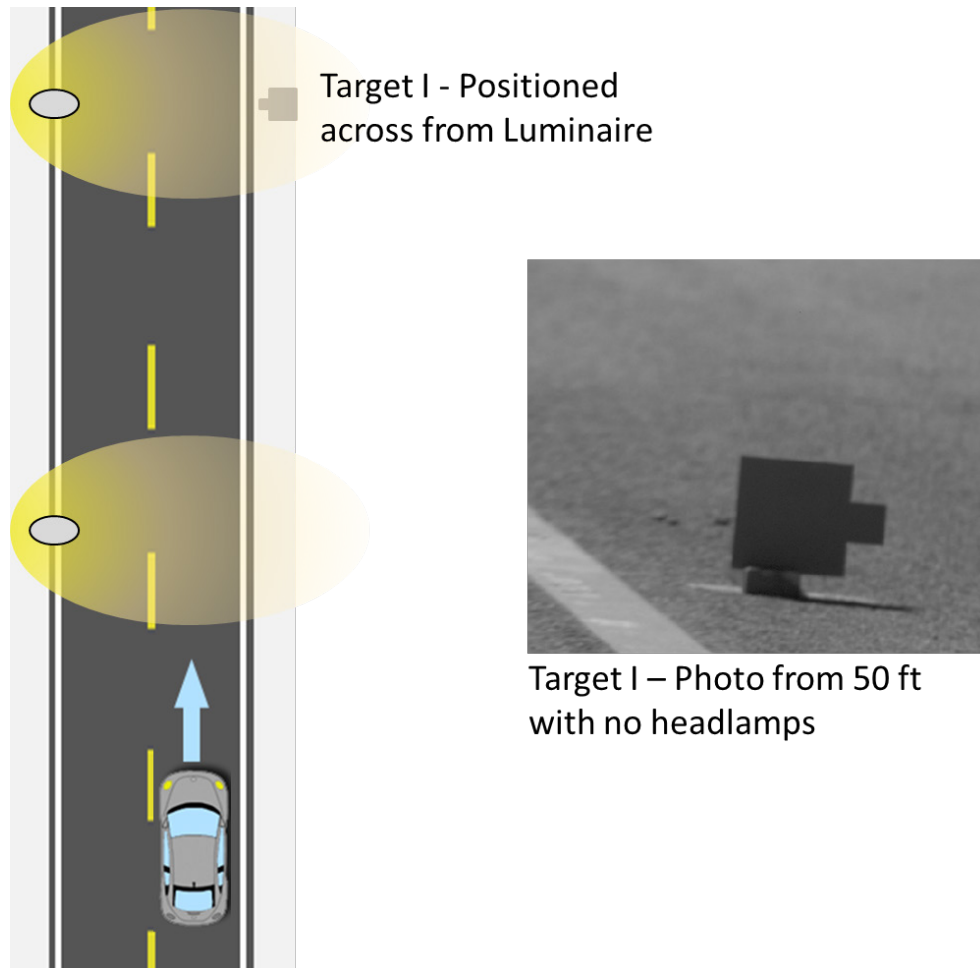 Target I - Positioned
across from Luminaire
Target I – Photo from 50 ft
with no headlamps